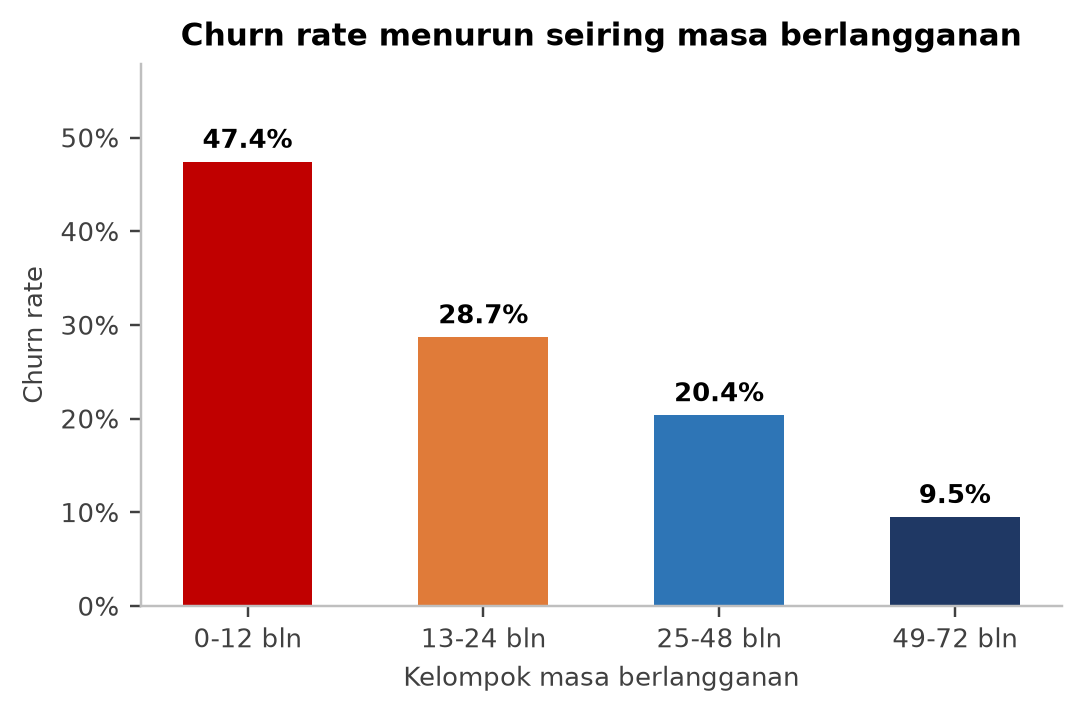 Churn rate menurun seiring masa berlangganan
Churn rate
50%
40%
30%
20%
10%
0%
47.4%
28.7%
20.4%
9.5%
0-12 bln
13-24 bln
25-48 bln
49-72 bln
Kelompok masa berlangganan